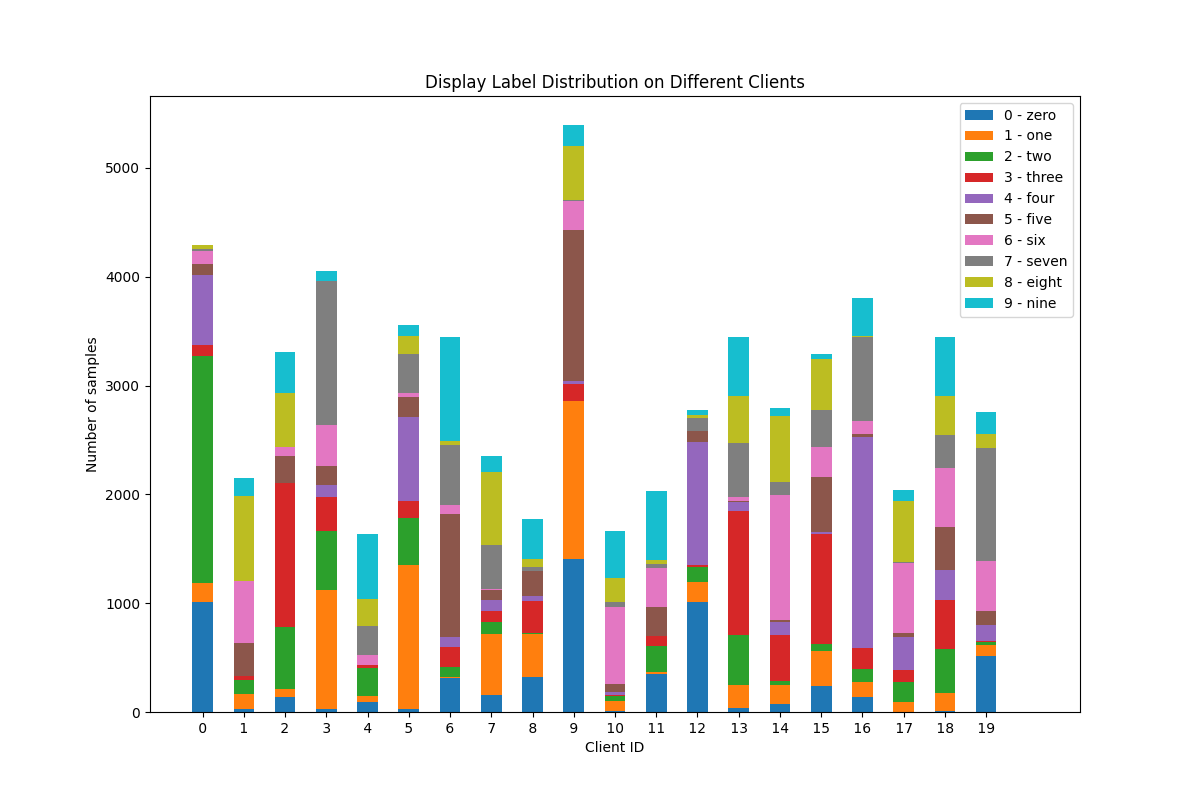 Display Label Distribution on Different Clients
Number of samples
5000
4000
3000
2000
1000
0
0 - zero
1 - one
2 - two
3 - three
4 - four
5 - five
6 - six
7 - seven
8 - eight
9 - nine
0 1 2 3 4 5 6 7 8 9 10 11 12 13 14 15 16 17 18 19
Client ID